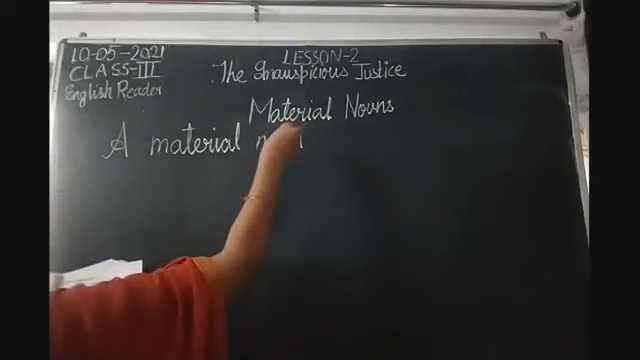 10-05-2021
CLASS-III
English Reader
LESSON-2
The Inauspicious Justice
Material Nouns
A material